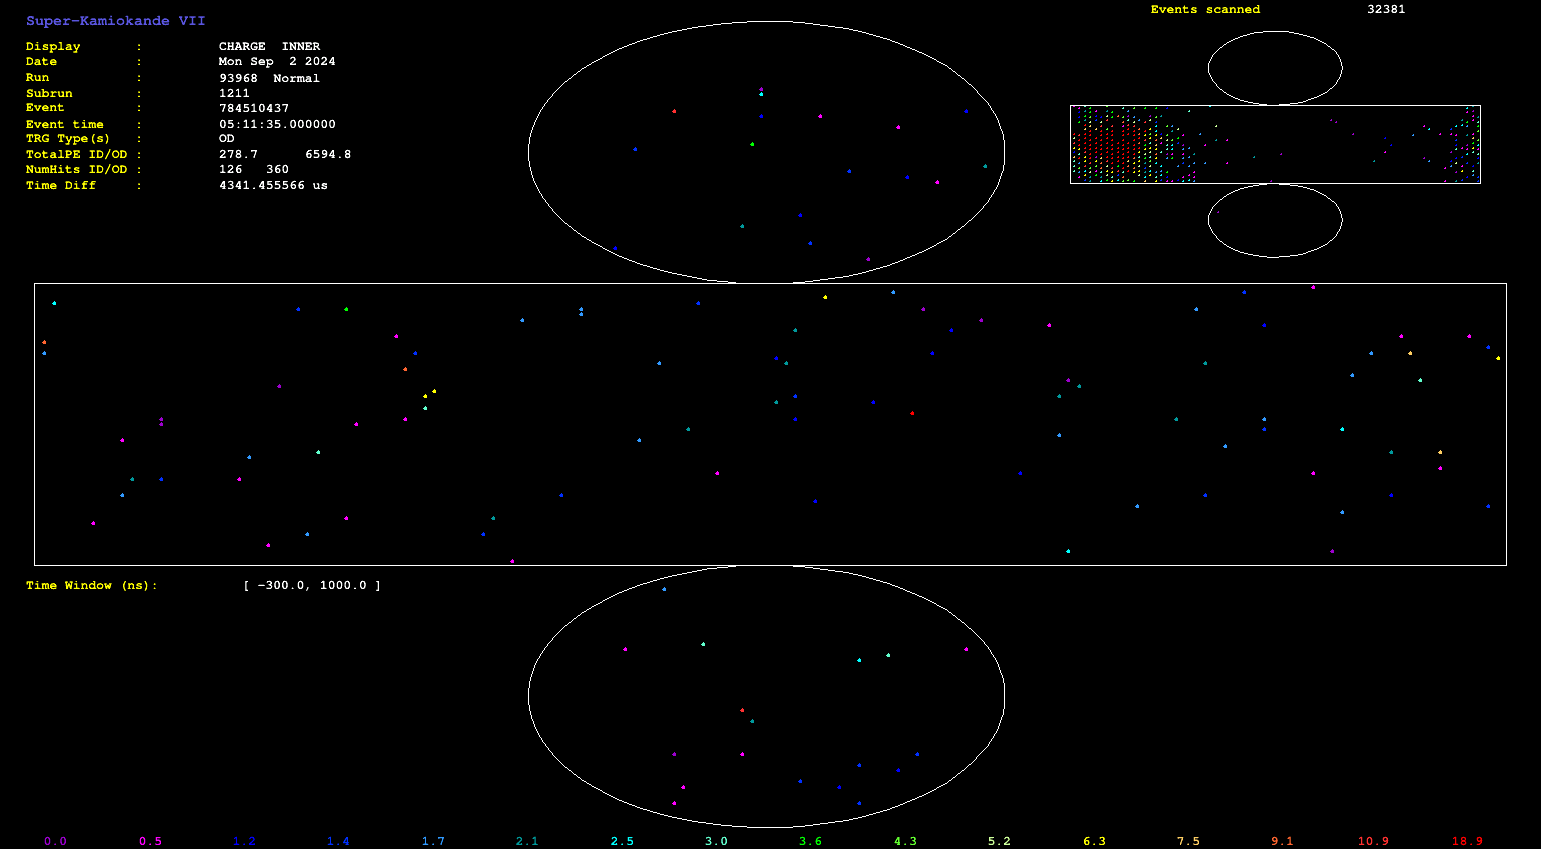 Super-Kamiokande VII
Events scanned 32381
Display : CHARGE INNER
Date : Mon Sep 2 2024
Run : 93968 Normal
Subrun : 1211
Event : 784510437
Event time : 05:11:35.000000
TRG Type(s) : OD
TotalPE ID/OD : 278.7 6594.8
NumHits ID/OD : 126 360
Time Diff : 4341.455566 us
Time Window (ns): [ -300.0, 1000.0 ]
0.0 0.5 1.2 1.4 1.7 2.1 2.5 3.0 3.6 4.3 5.2 6.3 7.5 9.1 10.9 18.9